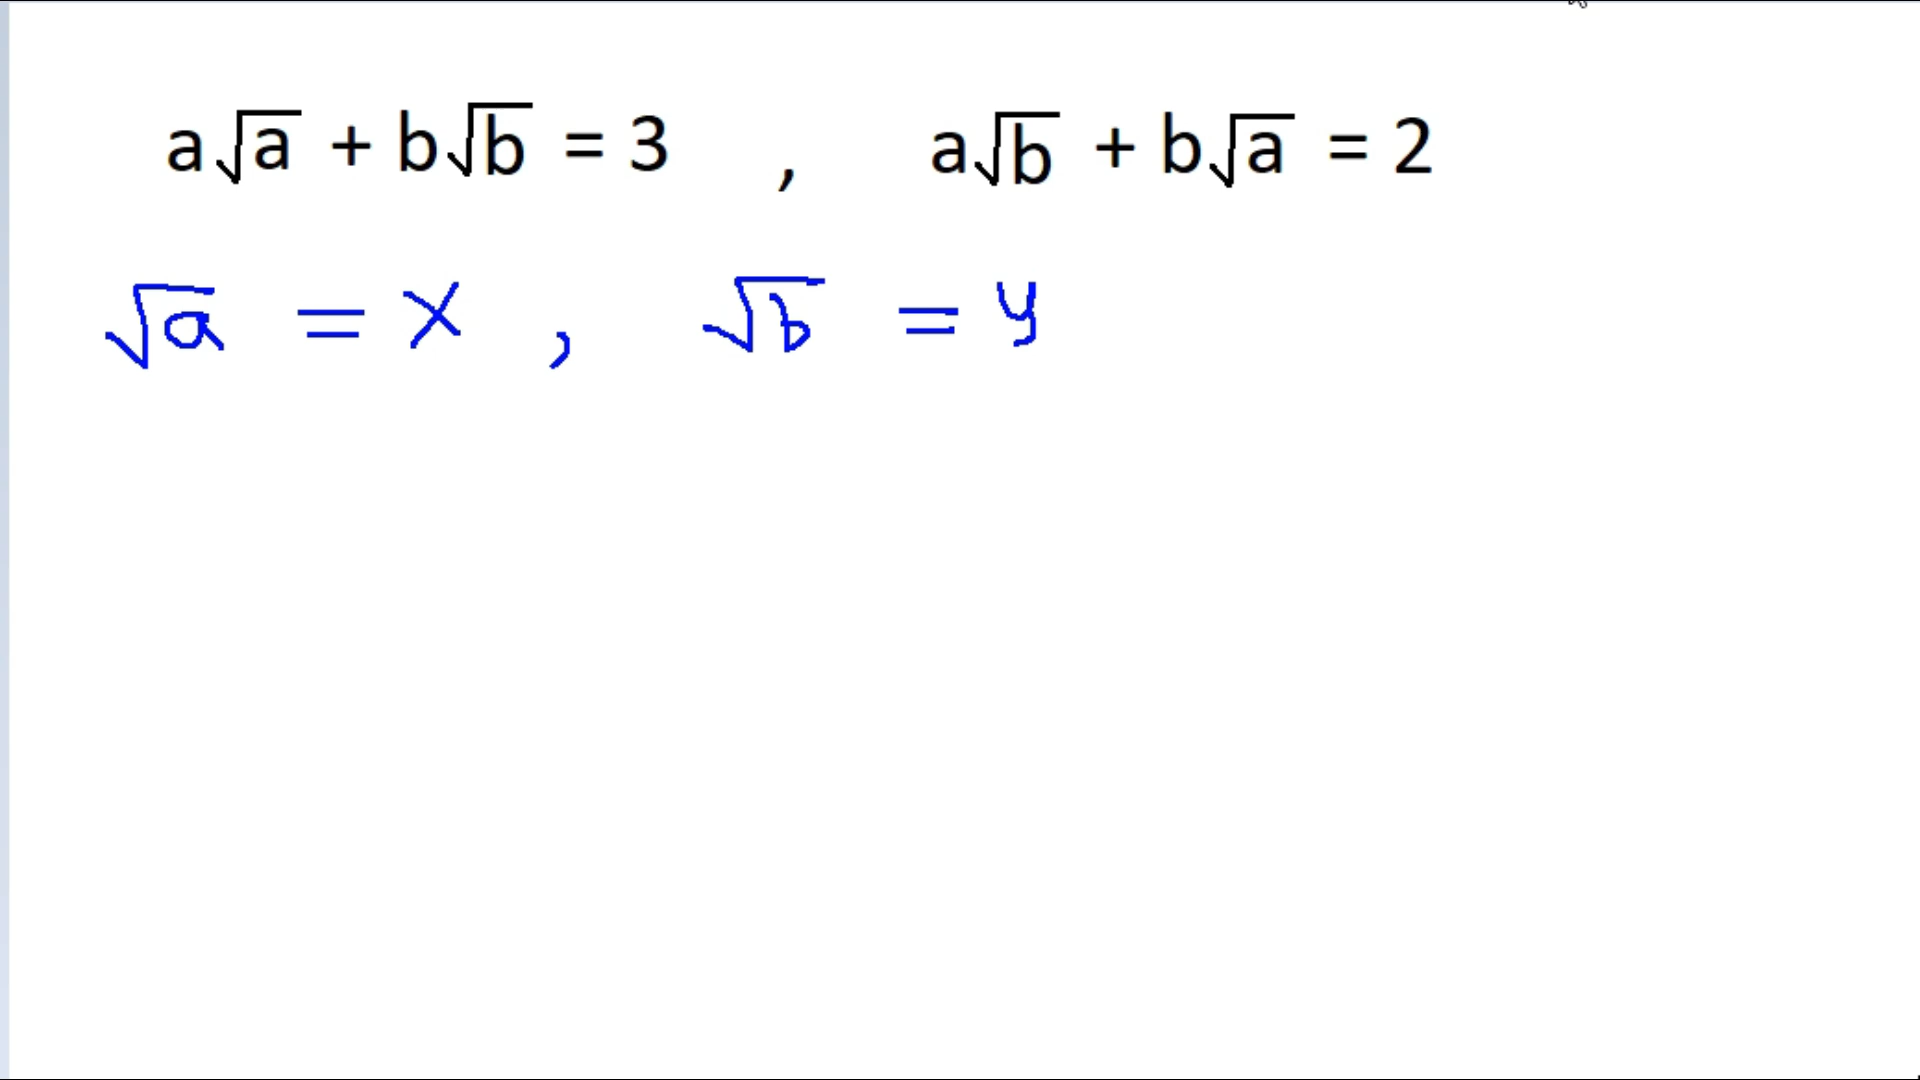 a√a + b√b = 3 , a√b + b√a = 2
√a = x , √b = y